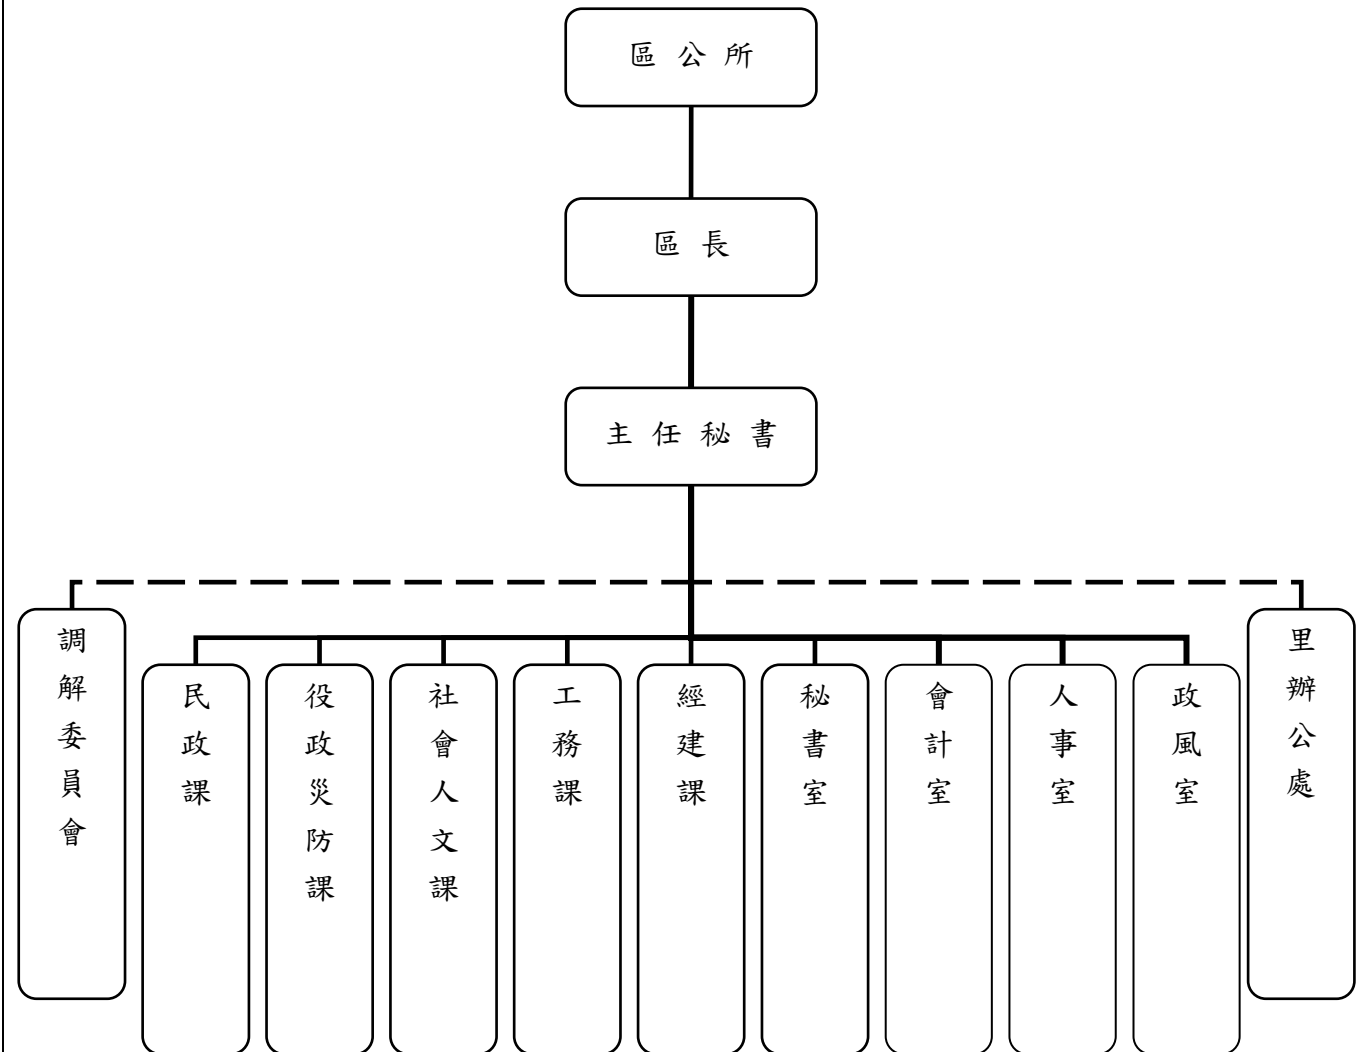 區公所
區長
主任秘書
調解委員會
民政課
役政災防課
社會人文課
工務課
經建課
秘書室
會計室
人事室
政風室
里辦公處